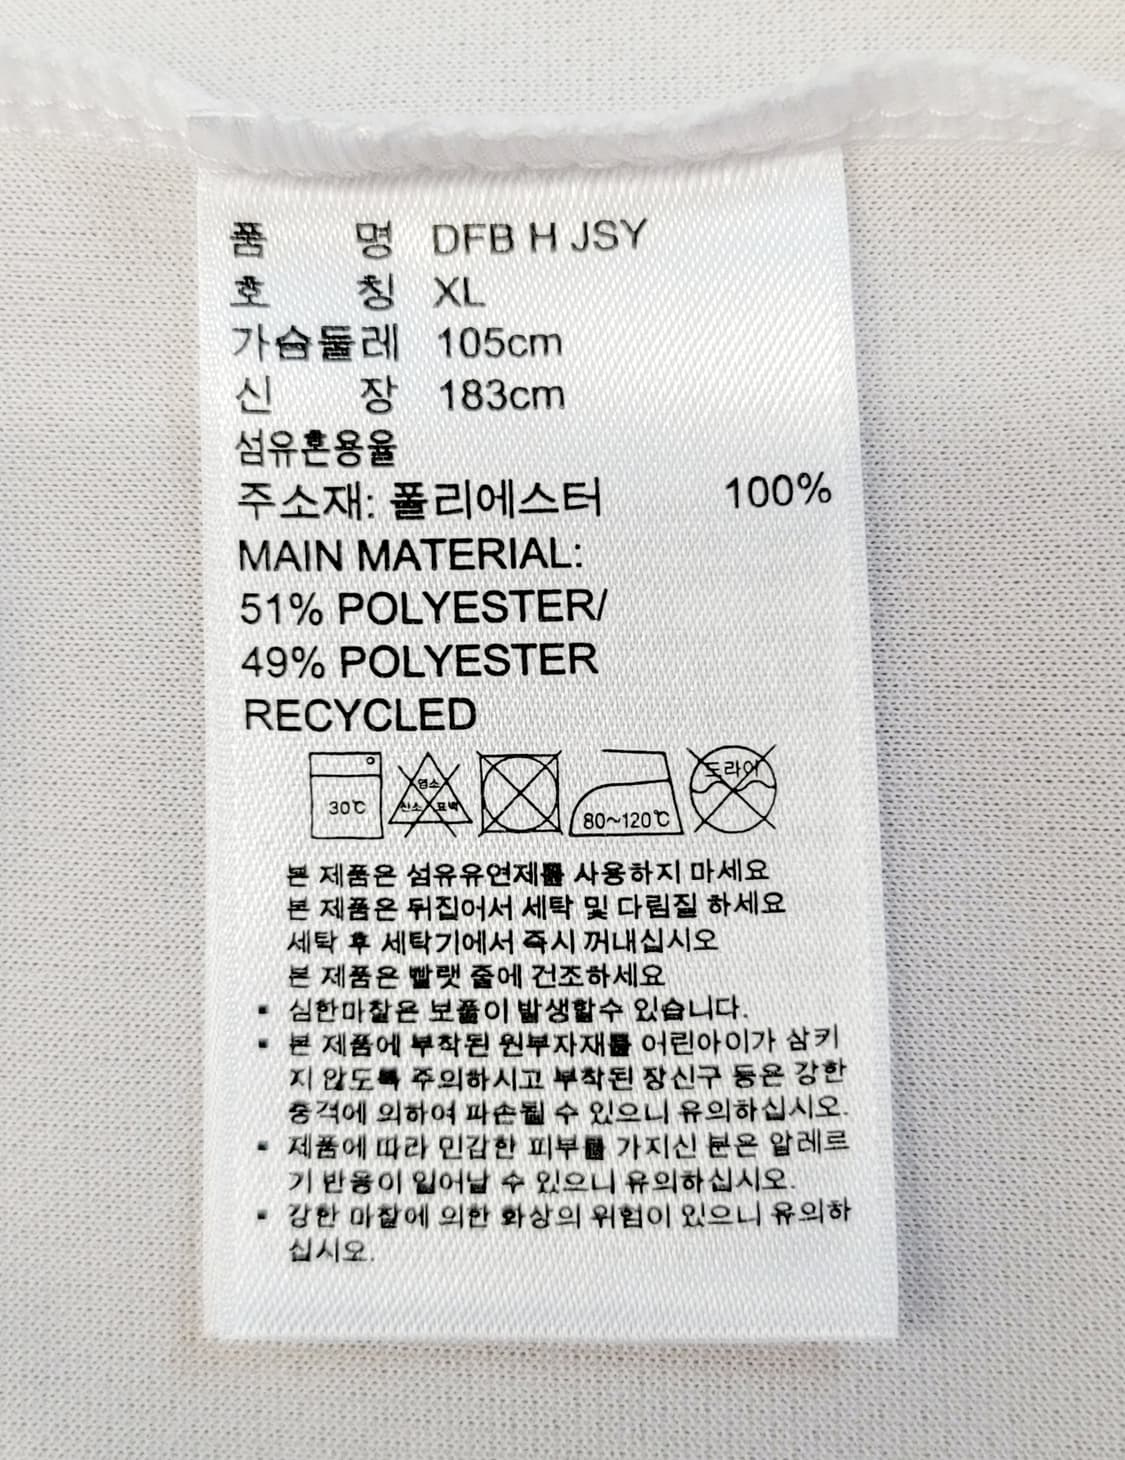 품 명 DFB H JSY
호 칭 XL
가슴둘레 105cm
신 장 183cm
섬유혼용율
주소재: 폴리에스터 100%
MAIN MATERIAL:
51% POLYESTER/
49% POLYESTER
RECYCLED
30℃ 염소 산소 표백 80~120℃ 드라이
본 제품은 섬유유연제를 사용하지 마세요
본 제품은 뒤집어서 세탁 및 다림질 하세요
세탁 후 세탁기에서 즉시 꺼내십시오
본 제품은 빨랫 줄에 건조하세요
▪ 심한마찰은 보풀이 발생할수 있습니다.
▪ 본 제품에 부착된 원부자재를 어린아이가 삼키
지 않도록 주의하시고 부착된 장신구 등은 강한
충격에 의하여 파손될 수 있으니 유의하십시오.
▪ 제품에 따라 민감한 피부를 가지신 분은 알레르
기 반응이 일어날 수 있으니 유의하십시오.
▪ 강한 마찰에 의한 화상의 위험이 있으니 유의하
십시오.